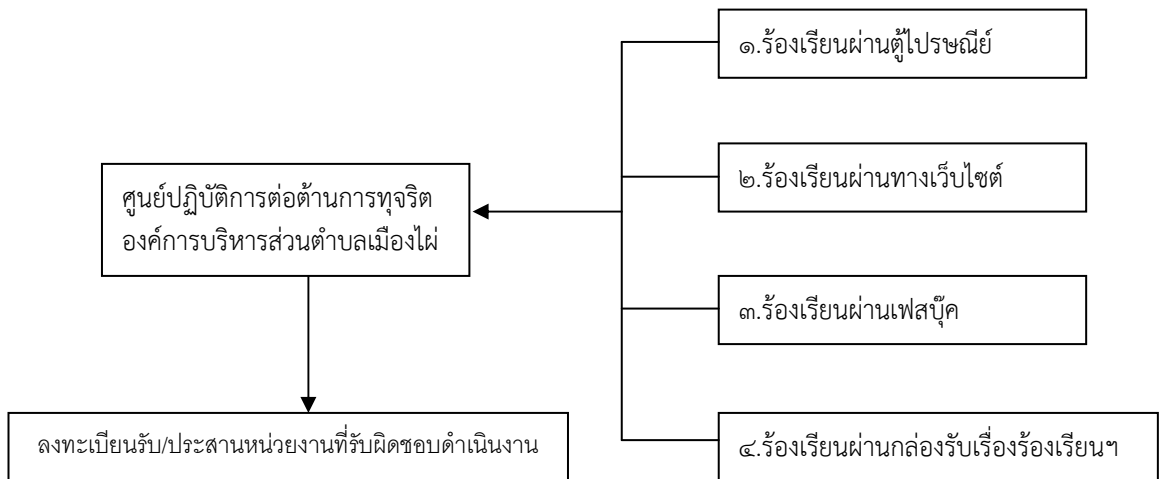 ๑.ร้องเรียนผ่านตู้ไปรษณีย์
๒.ร้องเรียนผ่านทางเว็บไซต์
ศูนย์ปฏิบัติการต่อต้านการทุจริต
องค์การบริหารส่วนตำบลเมืองไผ่
๓.ร้องเรียนผ่านเฟสบุ๊ค
ลงทะเบียนรับ/ประสานหน่วยงานที่รับผิดชอบดำเนินงาน
๔.ร้องเรียนผ่านกล่องรับเรื่องร้องเรียนฯ